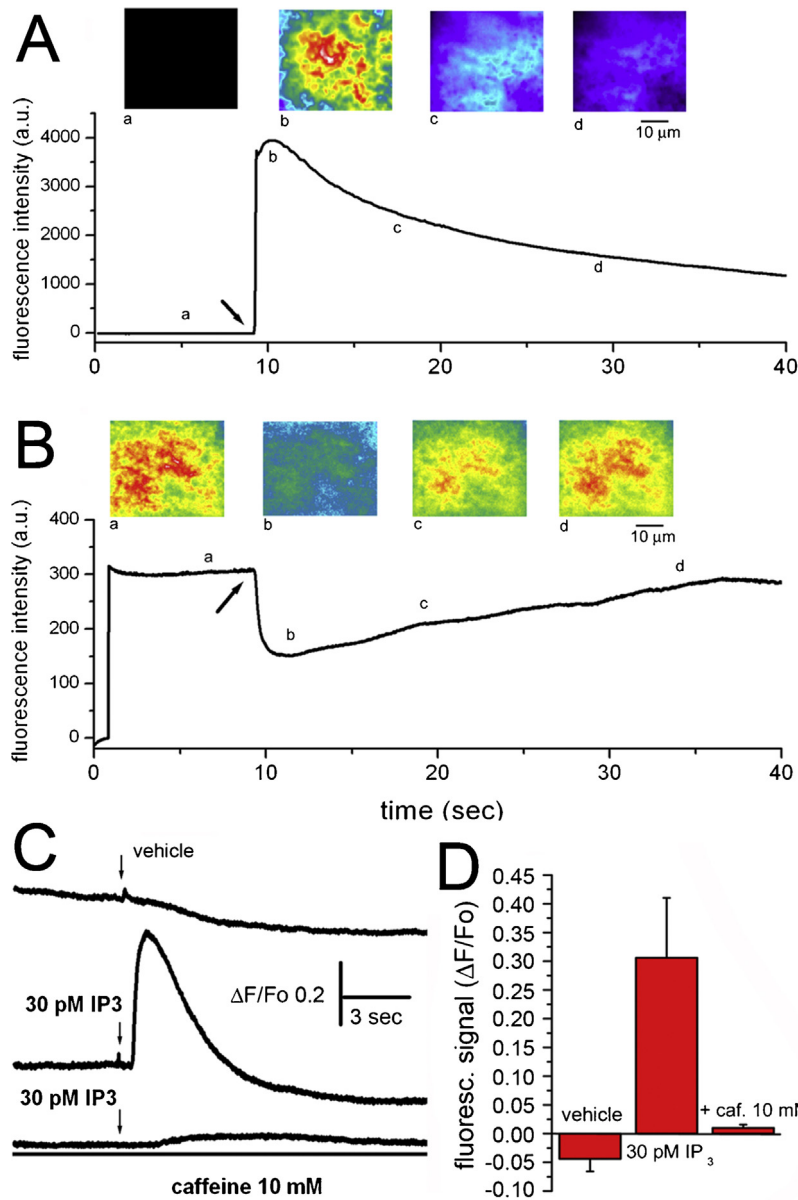 A
a
b
c
d
10 μm
fluorescence intensity (a.u.)
4000
3000
2000
1000
0
a
b
c
d
0 10 20 30 40
B
a
b
c
d
10 μm
fluorescence intensity (a.u.)
400
300
200
100
0
a
b
c
d
0 10 20 30 40
time (sec)
C
vehicle
30 pM IP3
ΔF/Fo 0.2
3 sec
30 pM IP3
caffeine 10 mM
D
fluoresc. signal (ΔF/Fo)
0.45
0.40
0.35
0.30
0.25
0.20
0.15
0.10
0.05
0.00
-0.05
-0.10
vehicle
30 pM IP3
+ caf. 10 mM